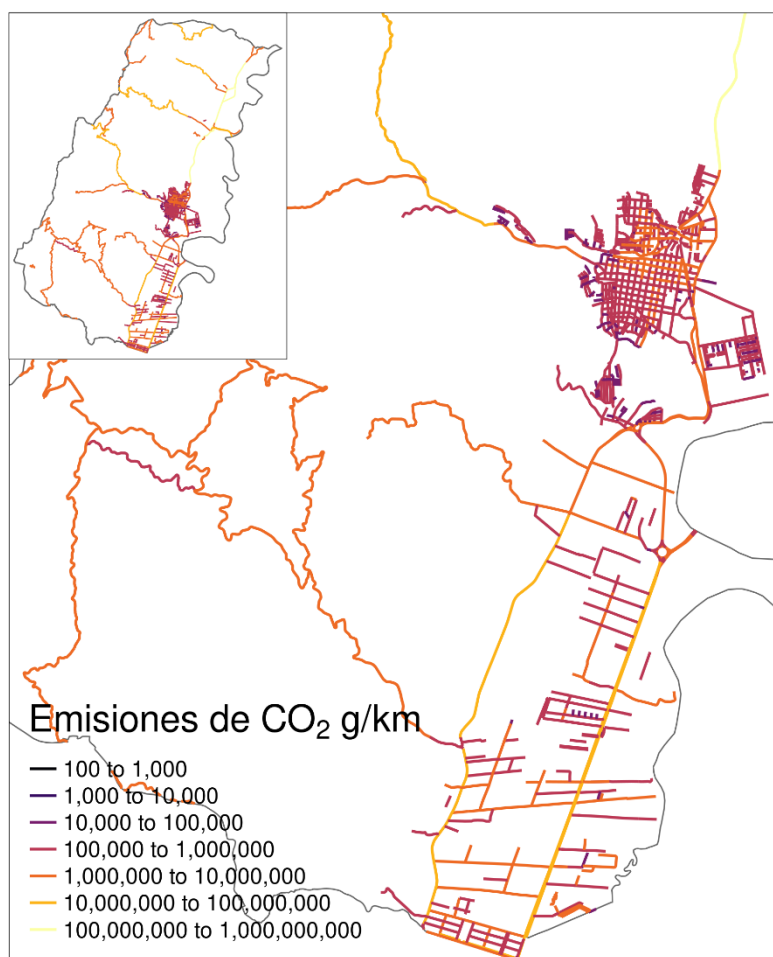 Emisiones de CO₂ g/km
100 to 1,000
1,000 to 10,000
10,000 to 100,000
100,000 to 1,000,000
1,000,000 to 10,000,000
10,000,000 to 100,000,000
100,000,000 to 1,000,000,000